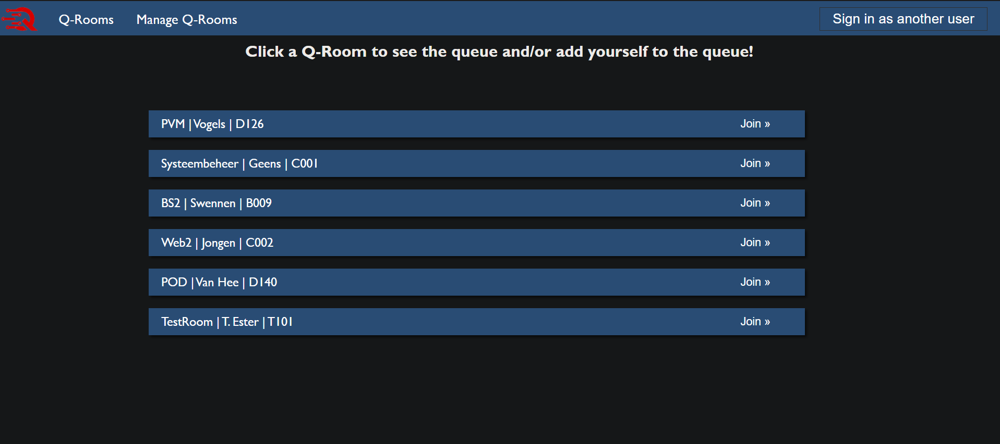 Q-Rooms Manage Q-Rooms Sign in as another user
Click a Q-Room to see the queue and/or add yourself to the queue!
PVM | Vogels | D126 Join »
Systeembeheer | Geens | C001 Join »
BS2 | Swennen | B009 Join »
Web2 | Jongen | C002 Join »
POD | Van Hee | D140 Join »
TestRoom | T. Ester | T101 Join »